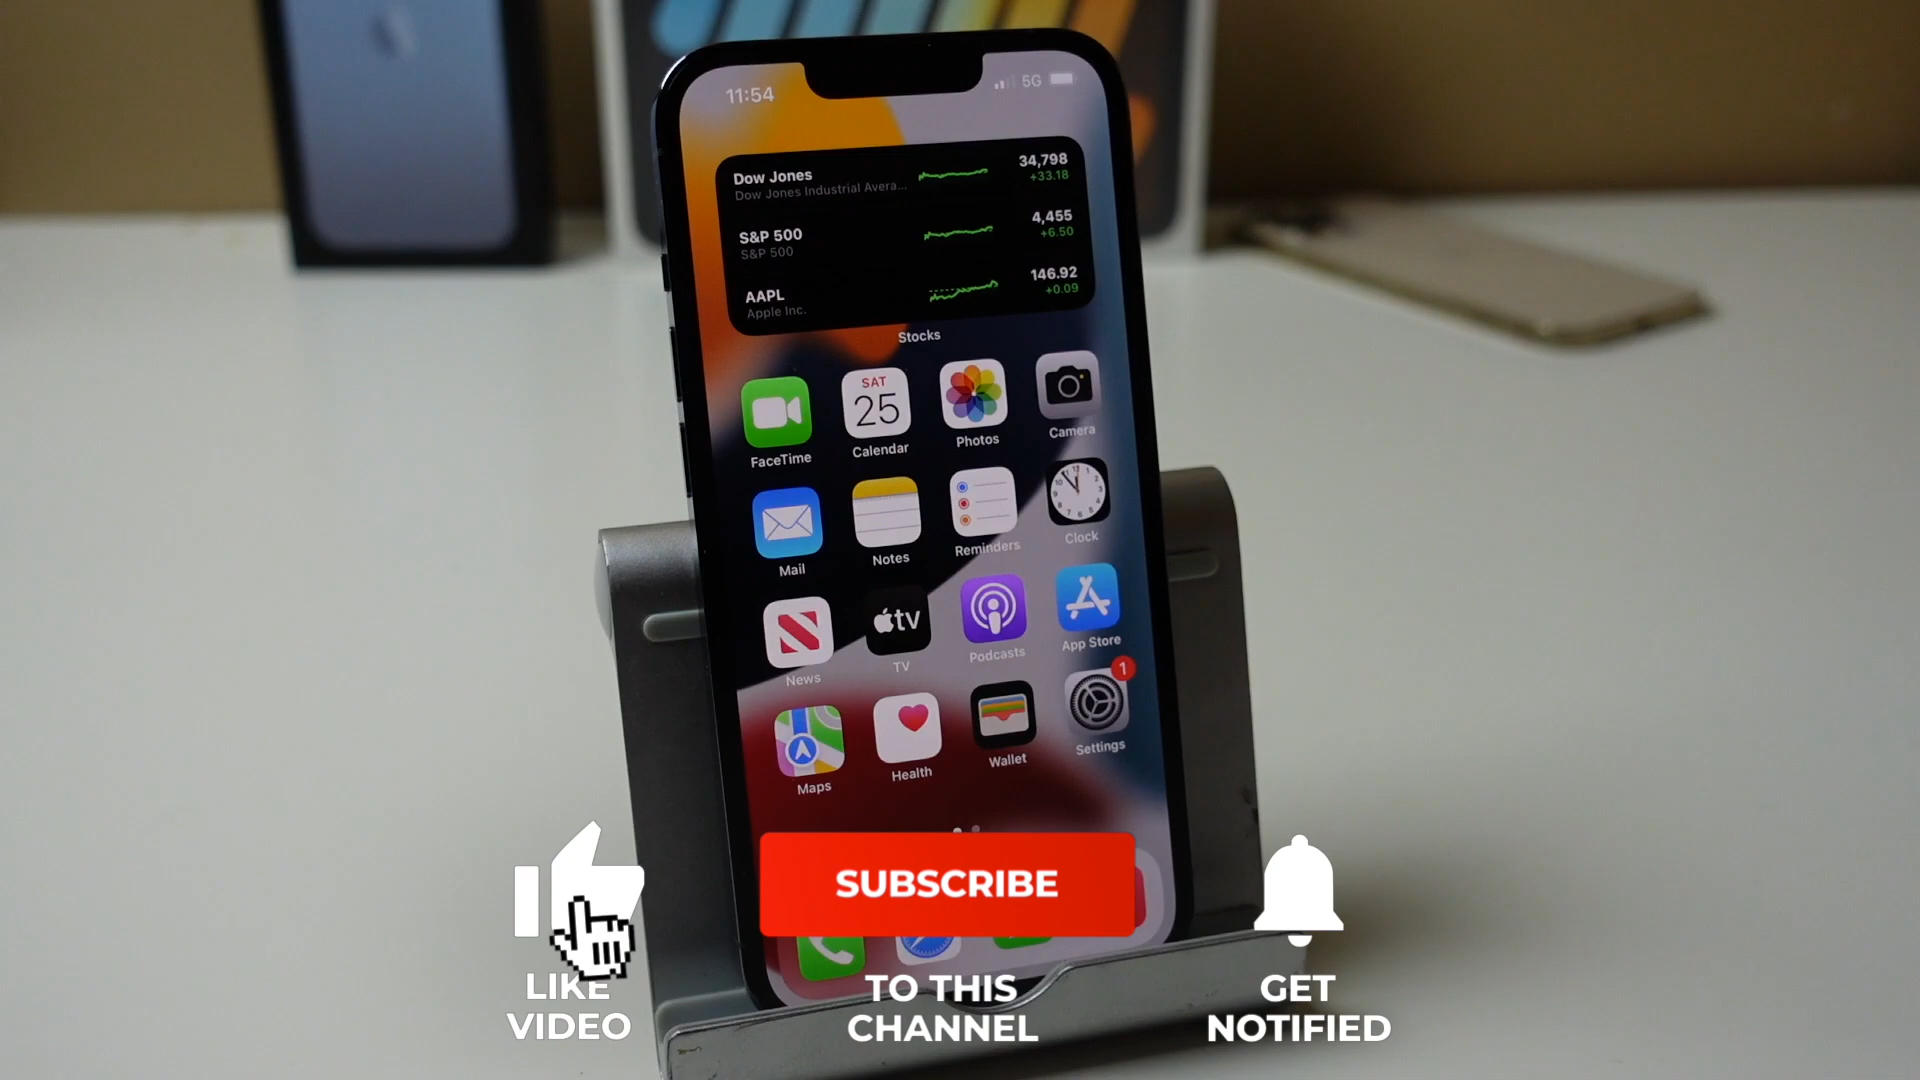 11:54
5G
Dow Jones
Dow Jones Industrial Avera...
34,798
+33.18
S&P 500
S&P 500
4,455
+6.50
AAPL
Apple Inc.
146.92
+0.09
Stocks
FaceTime
SAT
25
Calendar
Photos
Camera
Mail
Notes
Reminders
Clock
News
tv
TV
Podcasts
App Store
1
Maps
Health
Wallet
Settings
SUBSCRIBE
LIKE
VIDEO
TO THIS
CHANNEL
GET
NOTIFIED